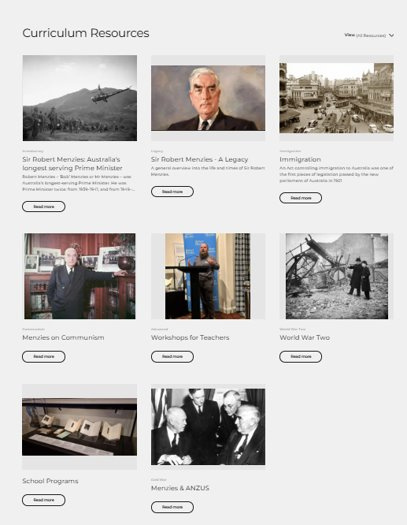 Curriculum Resources
View (All Resources)
Sir Robert Menzies: Australia's
longest serving Prime Minister
Robert Menzies – 'Bob' Menzies or Mr Menzies – was
Australia's longest-serving Prime Minister. He was
Prime Minister twice: from 1939-1941, and from 1949-...
Read more
Legacy
Sir Robert Menzies - A Legacy
A general overview into the life and times of Sir Robert
Menzies.
Read more
Immigration
Immigration
An Act controlling immigration to Australia was one of
the first pieces of legislation passed by the new
parliament of Australia in 1901
Read more
Communism
Menzies on Communism
Read more
Workshops for Teachers
Read more
World War Two
World War Two
Read more
School Programs
Read more
Cold War
Menzies & ANZUS
Read more